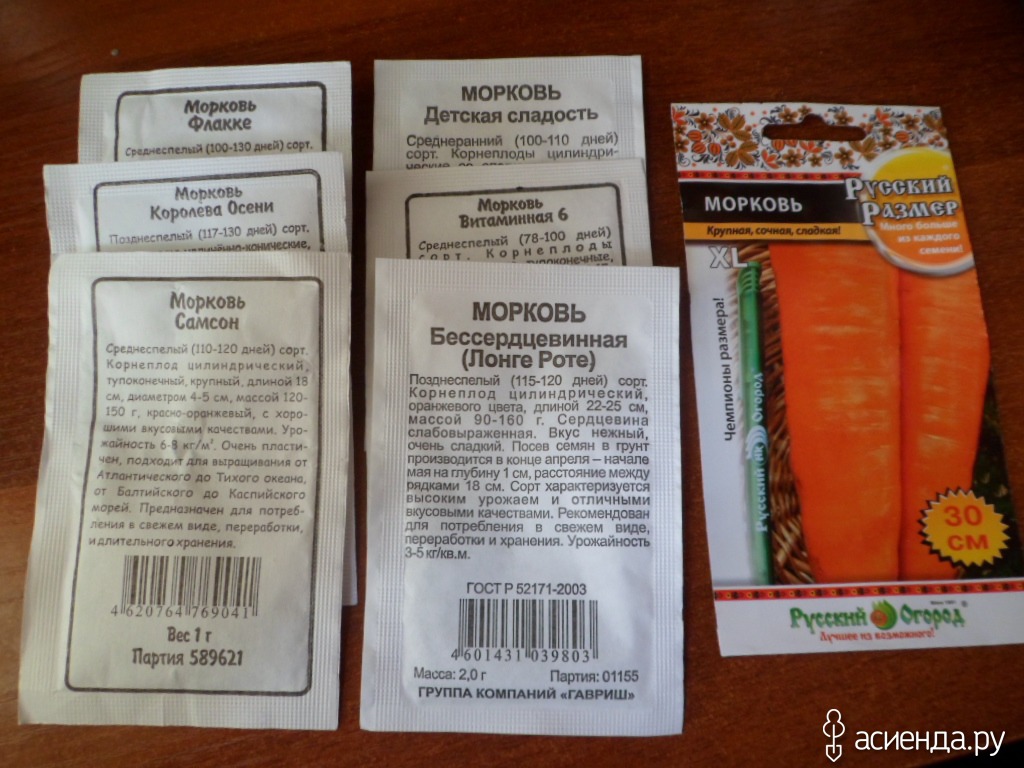 Морковь
Флакке
Среднеспелый (100-130 дней) сорт.
Морковь
Королева Осени
Позднеспелый (117-130 дней) сорт.
Морковь
Самсон
Среднеспелый (110-120 дней) сорт.
Корнеплод цилиндрический,
тупоконечный, крупный, длиной 18
см, диаметром 4-5 см, массой 120-
150 г, красно-оранжевый, с хоро-
шими вкусовыми качествами. Уро-
жайность 6-8 кг/м². Очень пласти-
чен, подходит для выращивания от
Атлантического до Тихого океана,
от Балтийского до Каспийского
морей. Предназначен для потреб-
ления в свежем виде, переработки,
и длительного хранения.
4 620764 769041
Вес 1 г
Партия 589621
МОРКОВЬ
Детская сладость
Среднеранний (100-110 дней)
сорт. Корнеплоды цилиндри-
Морковь
Витаминная 6
Среднеспелый (78-100 дней)
сорт. Корнеплоды
тупоконечные,
МОРКОВЬ
Бессердцевинная
(Лонге Роте)
Позднеспелый (115-120 дней) сорт.
Корнеплод цилиндрический,
оранжевого цвета, длиной 22-25 см,
массой 90-160 г. Сердцевина
слабовыраженная. Вкус нежный,
очень сладкий. Посев семян в грунт
производится в конце апреля – начале
мая на глубину 1 см, расстояние между
рядками 18 см. Сорт характеризуется
высоким урожаем и отличными
вкусовыми качествами. Рекомендован
для потребления в свежем виде,
переработки и хранения. Урожайность
3-5 кг/кв.м.
ГОСТ Р 52171-2003
4 601431 039803
Масса: 2,0 г Партия: 01155
ГРУППА КОМПАНИЙ «ГАВРИШ»
МОРКОВЬ
Крупная, сочная, сладкая!
Русский
Размер
Много больше
из каждого
семени!
XL
Чемпионы размера!
Русский Огород
30
см
Русский Огород
Лучшее из возможного!
асиенда.ру